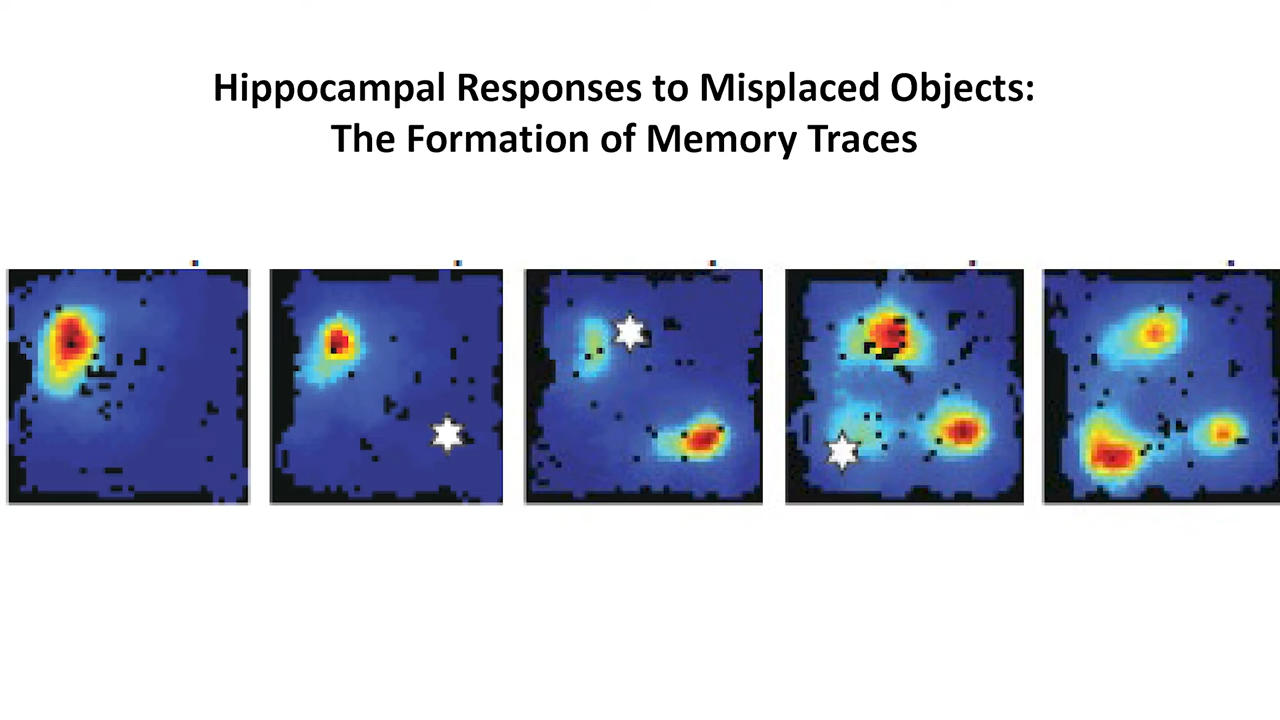 Hippocampal Responses to Misplaced Objects:
The Formation of Memory Traces